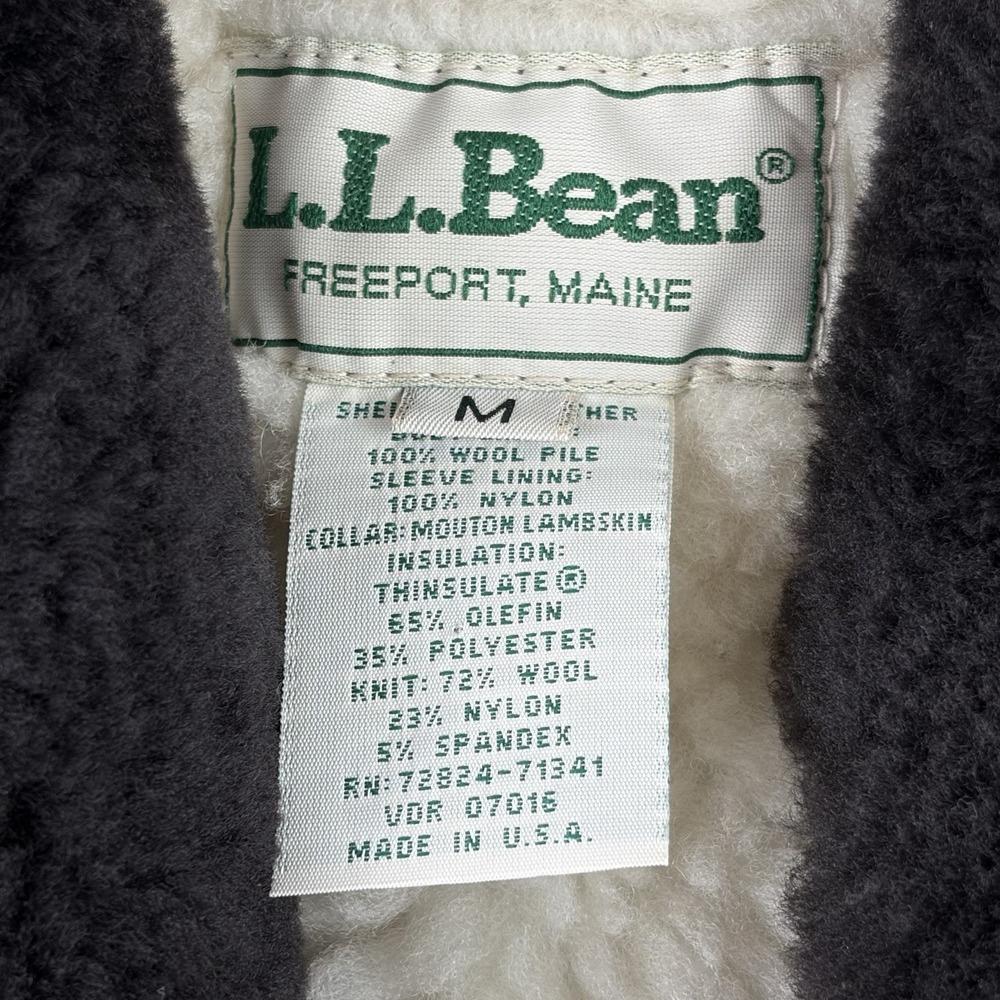 L.L.Bean®
FREEPORT, MAINE
M
100% WOOL PILE
SLEEVE LINING:
100% NYLON
COLLAR: MOUTON LAMBSKIN
INSULATION:
THINSULATE®
65% OLEFIN
35% POLYESTER
KNIT: 72% WOOL
23% NYLON
5% SPANDEX
RN: 72824-71341
VDR 07016
MADE IN U.S.A.